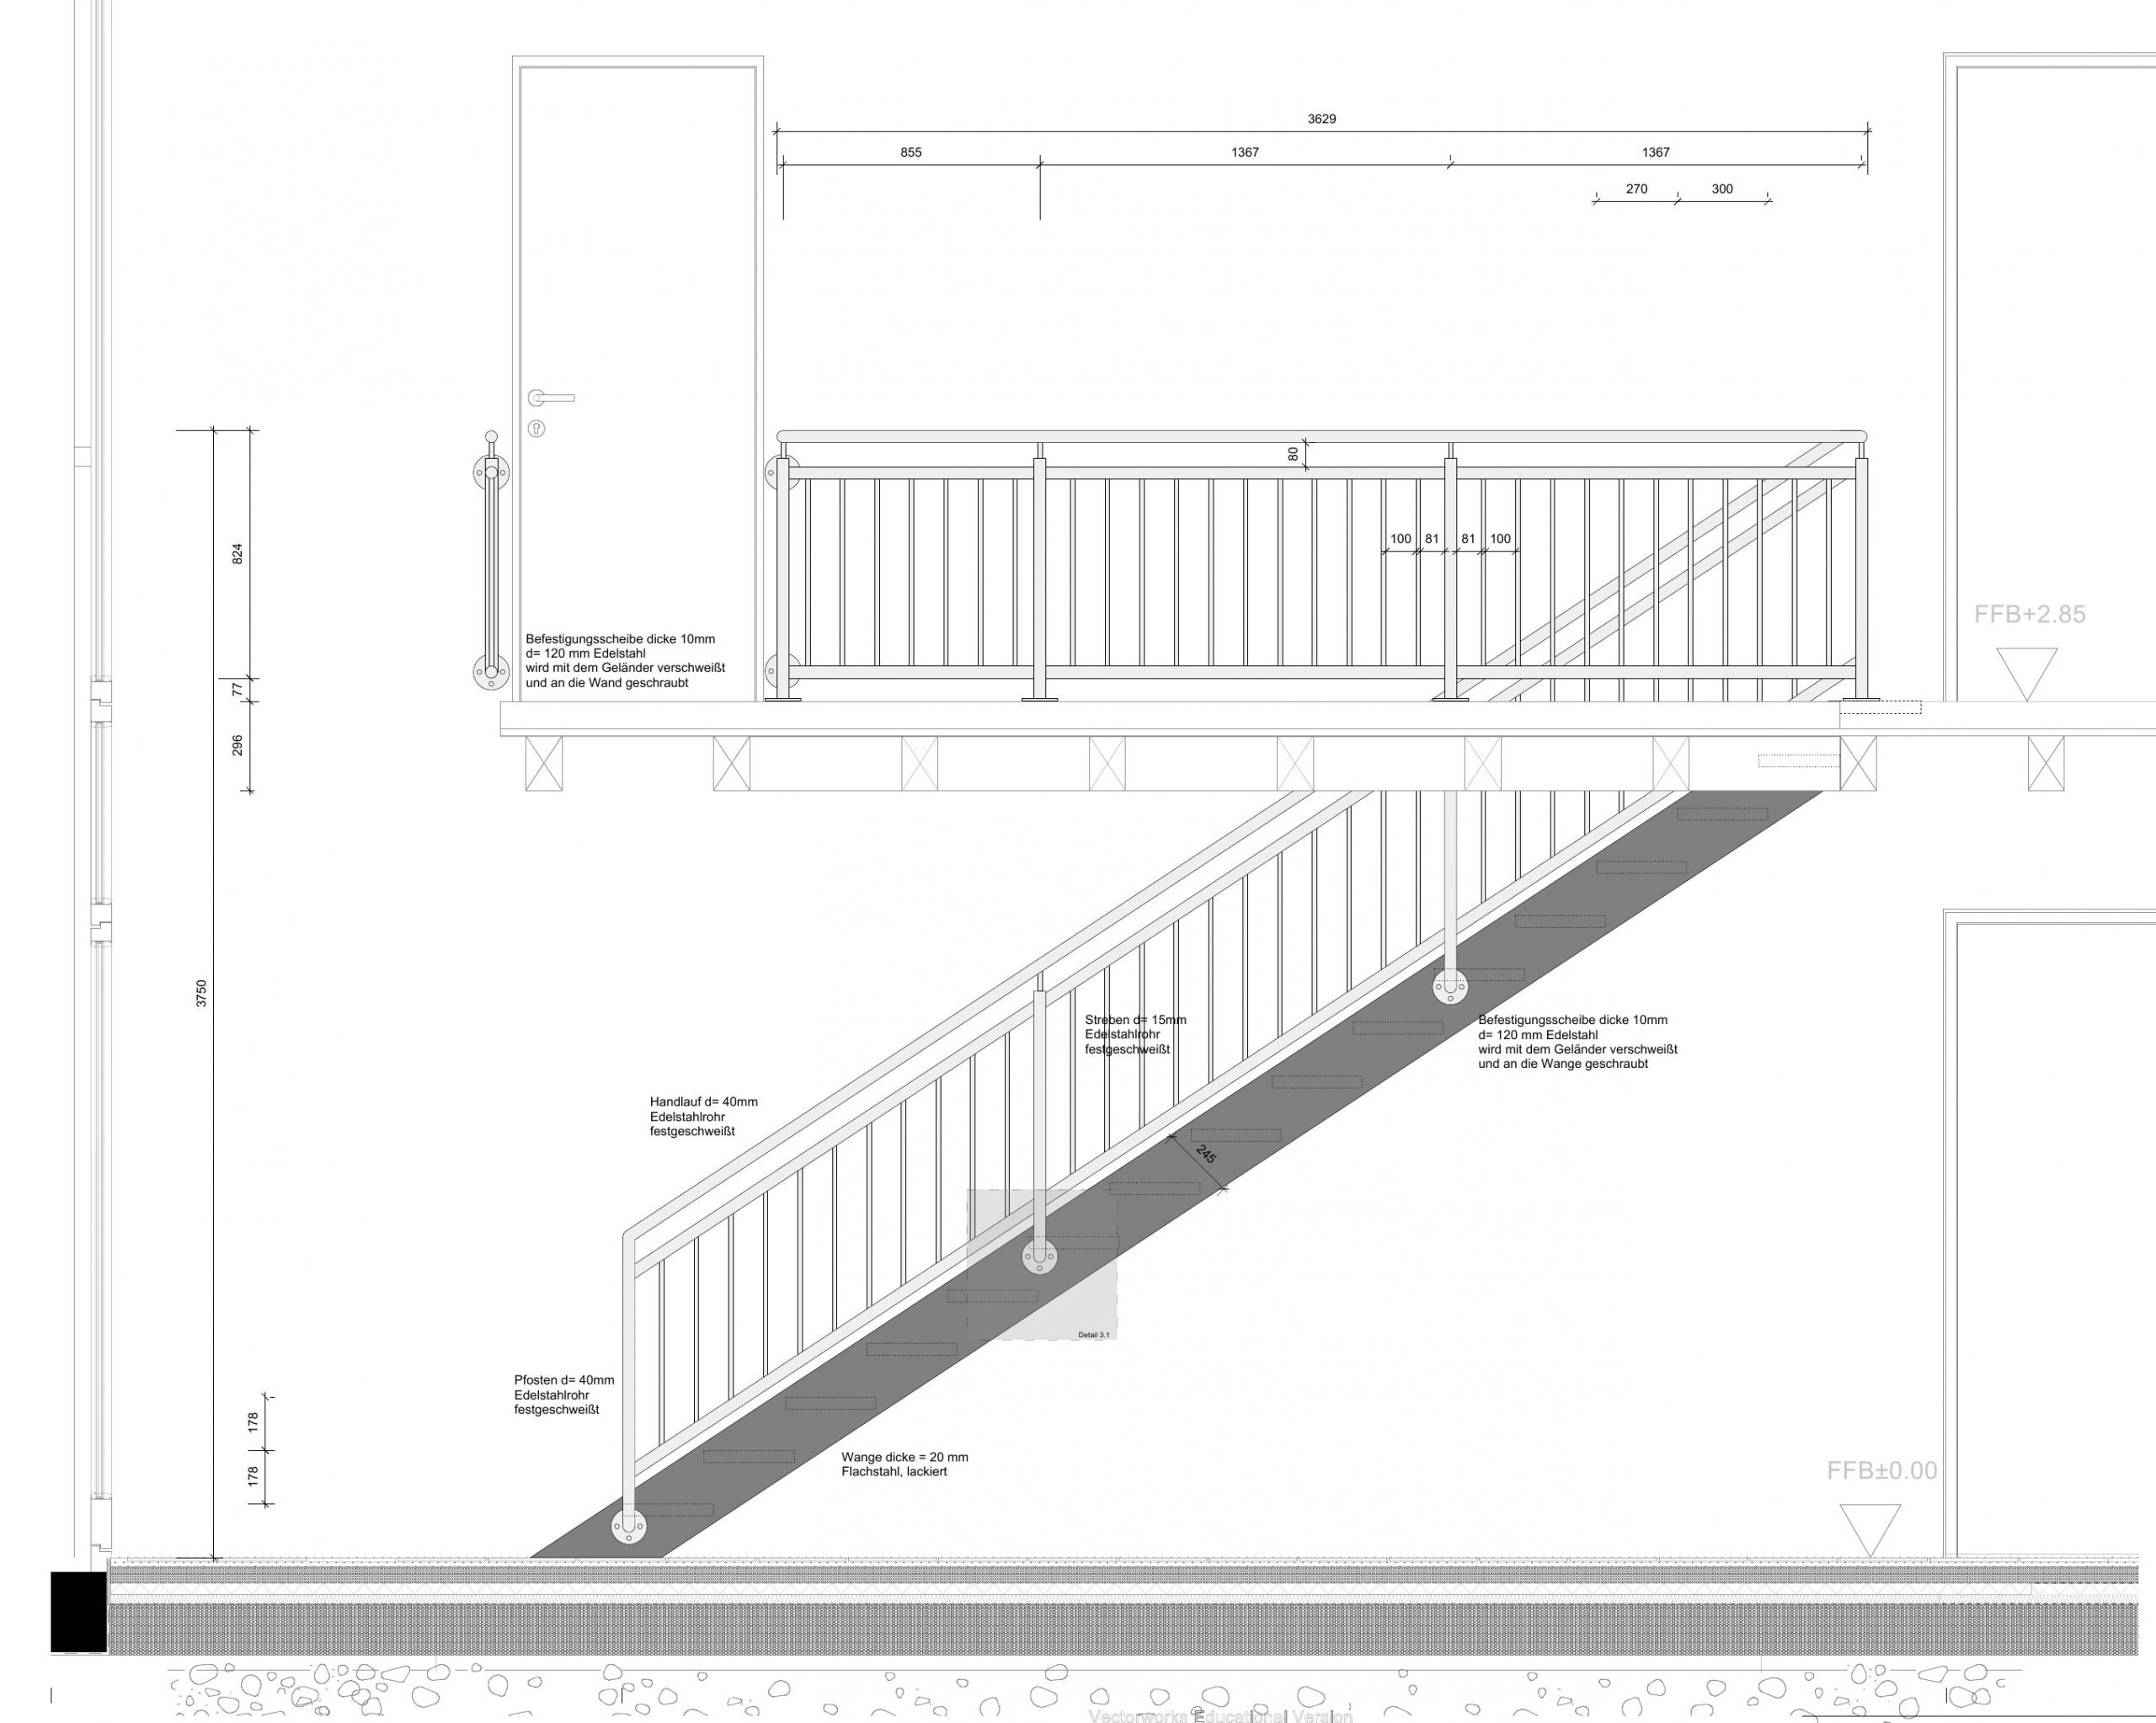 3629
855 1367 1367
270 300
80
100 81 81 100
824
77
296
3750
178
178
Befestigungsscheibe dicke 10mm
d= 120 mm Edelstahl
wird mit dem Geländer verschweißt
und an die Wand geschraubt
FFB+2.85
Streben d= 15mm
Edelstahlrohr
festgeschweißt
Befestigungsscheibe dicke 10mm
d= 120 mm Edelstahl
wird mit dem Geländer verschweißt
und an die Wange geschraubt
Handlauf d= 40mm
Edelstahlrohr
festgeschweißt
245
Detail 3.1
Pfosten d= 40mm
Edelstahlrohr
festgeschweißt
Wange dicke = 20 mm
Flachstahl, lackiert
FFB±0.00
Vectorworks Educational Version